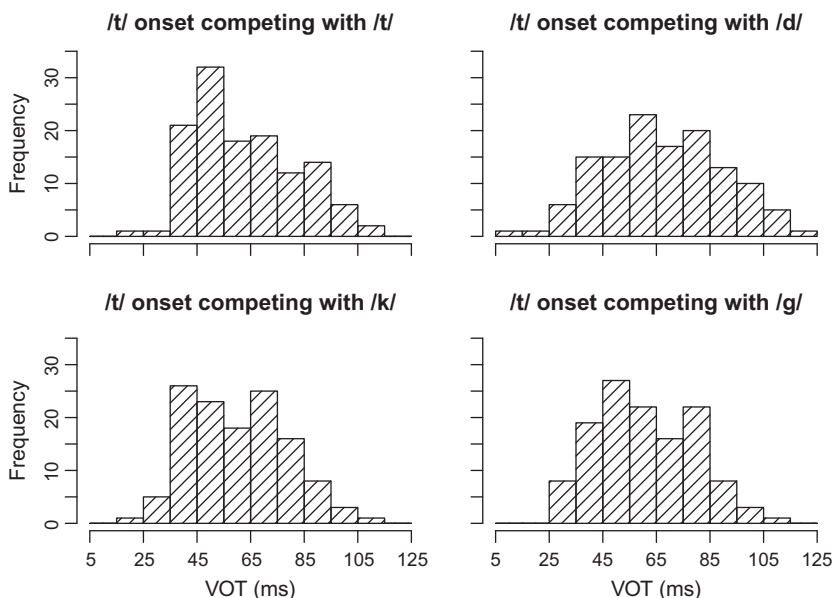 /t/ onset competing with /t/
/t/ onset competing with /d/
Frequency
0 10 20 30
/t/ onset competing with /k/
/t/ onset competing with /g/
Frequency
0 10 20 30
5 25 45 65 85 105 125
5 25 45 65 85 105 125
VOT (ms)
VOT (ms)